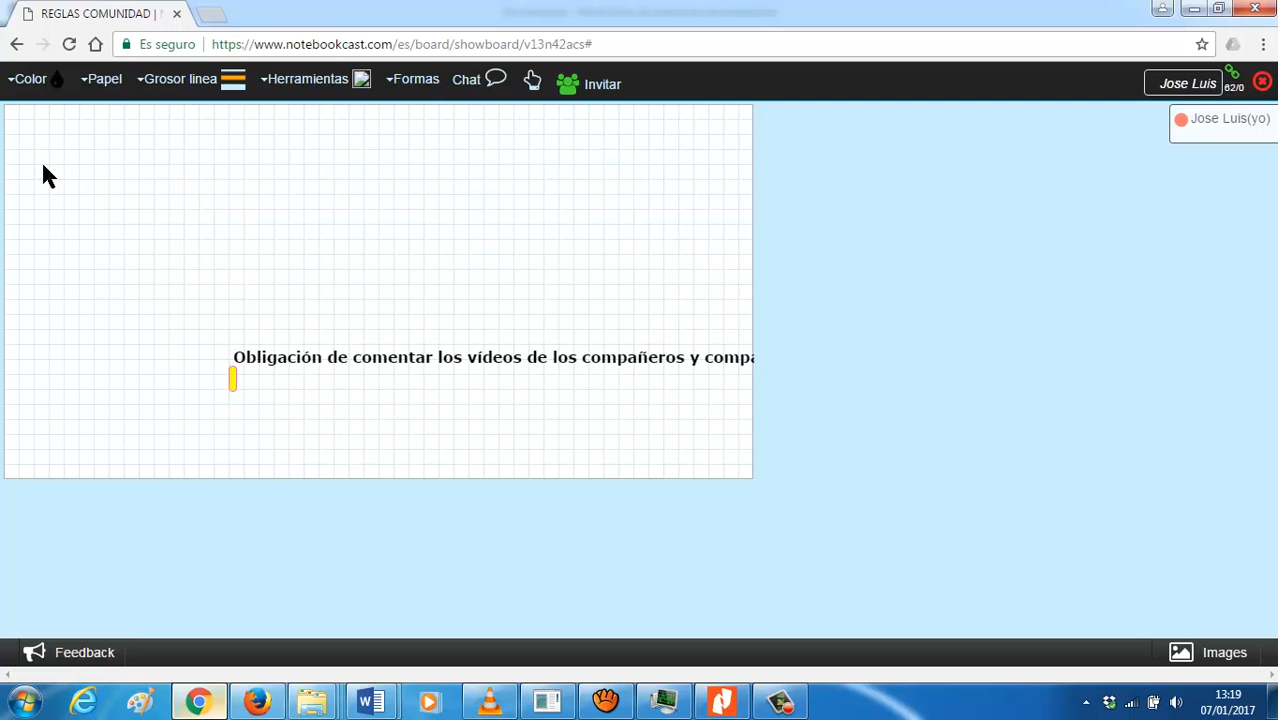 REGLAS COMUNIDAD |
Es seguro
https://www.notebookcast.com/es/board/showboard/v13n42acs#
Color
Papel
Grosor linea
Herramientas
Formas
Chat
Invitar
Jose Luis
62/0
Jose Luis(yo)
Obligación de comentar los vídeos de los compañeros y compa
Feedback
Images
13:19
07/01/2017